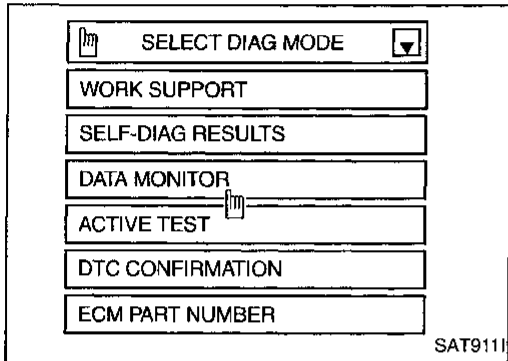 SELECT DIAG MODE
WORK SUPPORT
SELF-DIAG RESULTS
DATA MONITOR
ACTIVE TEST
DTC CONFIRMATION
ECM PART NUMBER
SAT911I